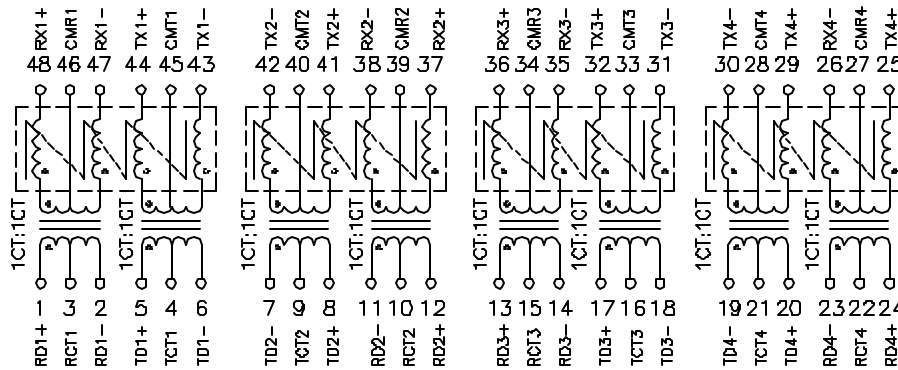 RX1+ CMR1 RX1- TX1+ CMT1 TX1- TX2- CMT2 TX2+ RX2- CMR2 RX2+ RX3+ CMR3 RX3- TX3+ CMT3 TX3- TX4- CMT4 TX4+ RX4- CMR4 TX4+
48 46 47 44 45 43 42 40 41 38 39 37 36 34 35 32 33 31 30 28 29 26 27 25
1CT:1CT 1CT:1CT 1CT:1CT 1CT:1CT 1CT:1CT 1CT:1CT 1CT:1CT 1CT:1CT
1 3 2 5 4 6 7 9 8 11 10 12 13 15 14 17 16 18 19 21 20 23 22 24
RD1+ RCT1 RD1- TD1+ TCT1 TD1- TD2- TCT2 TD2+ RD2- RCT2 RD2+ RD3+ RCT3 RD3- TD3+ TCT3 TD3- TD4- TCT4 TD4+ RD4- RCT4 RD4+